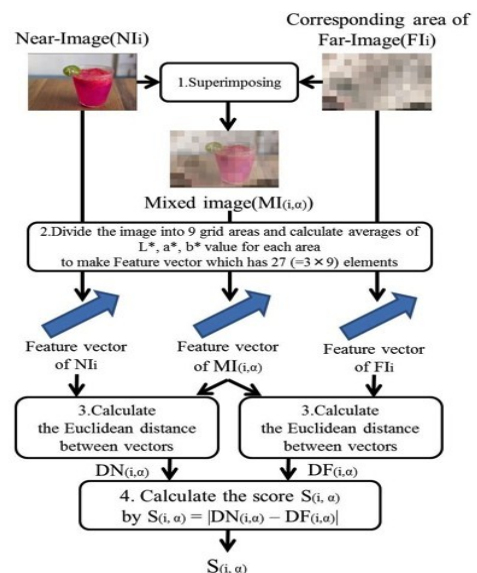 Near-Image(NIi)
Corresponding area of
Far-Image(FIi)
1.Superimposing
Mixed image(MI(i,α))
2.Divide the image into 9 grid areas and calculate averages of
L*, a*, b* value for each area
to make Feature vector which has 27 (=3×9) elements
Feature vector
of NIi
Feature vector
of MI(i,α)
Feature vector
of FIi
3.Calculate
the Euclidean distance
between vectors
3.Calculate
the Euclidean distance
between vectors
DN(i,α)
DF(i,α)
4. Calculate the score S(i, α)
by S(i, α) = |DN(i,α) – DF(i,α)|
S(i, α)